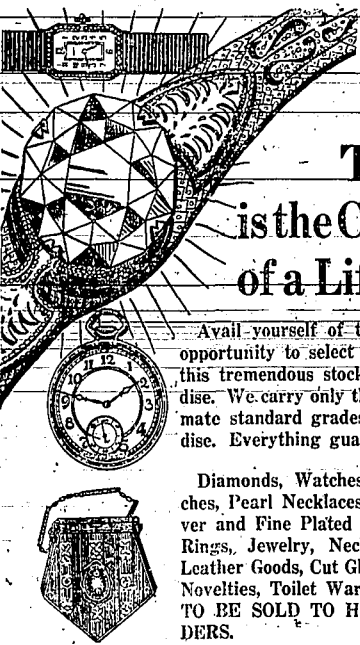 T
is the C
of a Lif
Avail yourself of t
opportunity to select
this tremendous stock
dise. We carry only th
mate standard grades
dise. Everything gua
Diamonds, Watches
ches, Pearl Necklaces
ver and Fine Plated
Rings, Jewelry, Nec
Leather Goods, Cut Gl
Novelties, Toilet War
TO BE SOLD TO H
DERS.